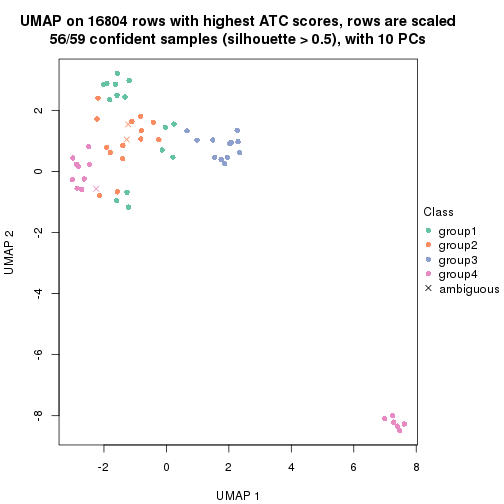 UMAP on 16804 rows with highest ATC scores, rows are scaled
56/59 confident samples (silhouette > 0.5), with 10 PCs
2
0
-2
-4
-6
-8
UMAP 2
-2
0
2
4
6
8
UMAP 1
Class
group1
group2
group3
group4
ambiguous